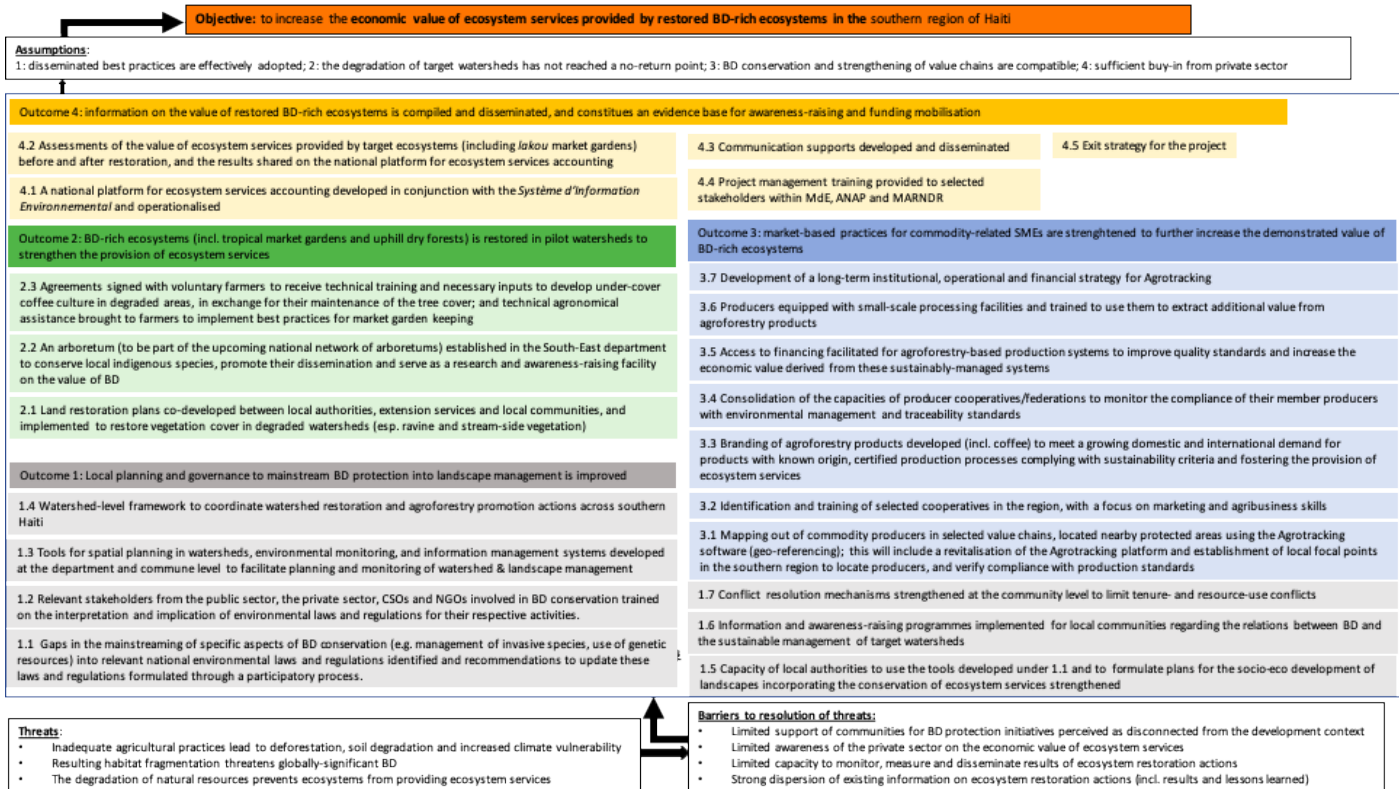 Objective: to increase the economic value of ecosystem services provided by restored BD-rich ecosystems in the southern region of Haiti
Assumptions:
1: disseminated best practices are effectively adopted; 2: the degradation of target watersheds has not reached a no-return point; 3: BD conservation and strengthening of value chains are compatible; 4: sufficient buy-in from private sector
Outcome 4: information on the value of restored BD-rich ecosystems is compiled and disseminated, and constitutes an evidence base for awareness-raising and funding mobilisation
4.2 Assessments of the value of ecosystem services provided by target ecosystems (including lakou market gardens)
before and after restoration, and the results shared on the national platform for ecosystem services accounting
4.1 A national platform for ecosystem services accounting developed in conjunction with the Système d'Information
Environnemental and operationalised
4.3 Communication supports developed and disseminated
4.5 Exit strategy for the project
4.4 Project management training provided to selected
stakeholders within MdE, ANAP and MARNDR
Outcome 2: BD-rich ecosystems (incl. tropical market gardens and uphill dry forests) is restored in pilot watersheds to
strengthen the provision of ecosystem services
2.3 Agreements signed with voluntary farmers to receive technical training and necessary inputs to develop under-cover
coffee culture in degraded areas, in exchange for their maintenance of the tree cover; and technical agronomical
assistance brought to farmers to implement best practices for market garden keeping
2.2 An arboretum (to be part of the upcoming national network of arboretums) established in the South-East department
to conserve local indigenous species, promote their dissemination and serve as a research and awareness-raising facility
on the value of BD
2.1 Land restoration plans co-developed between local authorities, extension services and local communities, and
implemented to restore vegetation cover in degraded watersheds (esp. ravine and stream-side vegetation)
Outcome 1: Local planning and governance to mainstream BD protection into landscape management is improved
1.4 Watershed-level framework to coordinate watershed restoration and agroforestry promotion actions across southern
Haiti
1.3 Tools for spatial planning in watersheds, environmental monitoring, and information management systems developed
at the department and commune level to facilitate planning and monitoring of watershed & landscape management
1.2 Relevant stakeholders from the public sector, the private sector, CSOs and NGOs involved in BD conservation trained
on the interpretation and implication of environmental laws and regulations for their respective activities.
1.1 Gaps in the mainstreaming of specific aspects of BD conservation (e.g. management of invasive species, use of genetic
resources) into relevant national environmental laws and regulations identified and recommendations to update these
laws and regulations formulated through a participatory process.
Outcome 3: market-based practices for commodity-related SMEs are strenghtened to further increase the demonstrated value of
BD-rich ecosystems
3.7 Development of a long-term institutional, operational and financial strategy for Agrotracking
3.6 Producers equipped with small-scale processing facilities and trained to use them to extract additional value from
agroforestry products
3.5 Access to financing facilitated for agroforestry-based production systems to improve quality standards and increase the
economic value derived from these sustainably-managed systems
3.4 Consolidation of the capacities of producer cooperatives/federations to monitor the compliance of their member producers
with environmental management and traceability standards
3.3 Branding of agroforestry products developed (incl. coffee) to meet a growing domestic and international demand for
products with known origin, certified production processes complying with sustainability criteria and fostering the provision of
ecosystem services
3.2 Identification and training of selected cooperatives in the region, with a focus on marketing and agribusiness skills
3.1 Mapping out of commodity producers in selected value chains, located nearby protected areas using the Agrotracking
software (geo-referencing); this will include a revitalisation of the Agrotracking platform and establishment of local focal points
in the southern region to locate producers, and verify compliance with production standards
1.7 Conflict resolution mechanisms strengthened at the community level to limit tenure- and resource-use conflicts
1.6 Information and awareness-raising programmes implemented for local communities regarding the relations between BD and
the sustainable management of target watersheds
1.5 Capacity of local authorities to use the tools developed under 1.1 and to formulate plans for the socio-eco development of
landscapes incorporating the conservation of ecosystem services strengthened
Threats:
• Inadequate agricultural practices lead to deforestation, soil degradation and increased climate vulnerability
• Resulting habitat fragmentation threatens globally-significant BD
• The degradation of natural resources prevents ecosystems from providing ecosystem services
Barriers to resolution of threats:
• Limited support of communities for BD protection initiatives perceived as disconnected from the development context
• Limited awareness of the private sector on the economic value of ecosystem services
• Limited capacity to monitor, measure and disseminate results of ecosystem restoration actions
• Strong dispersion of existing information on ecosystem restoration actions (incl. results and lessons learned)